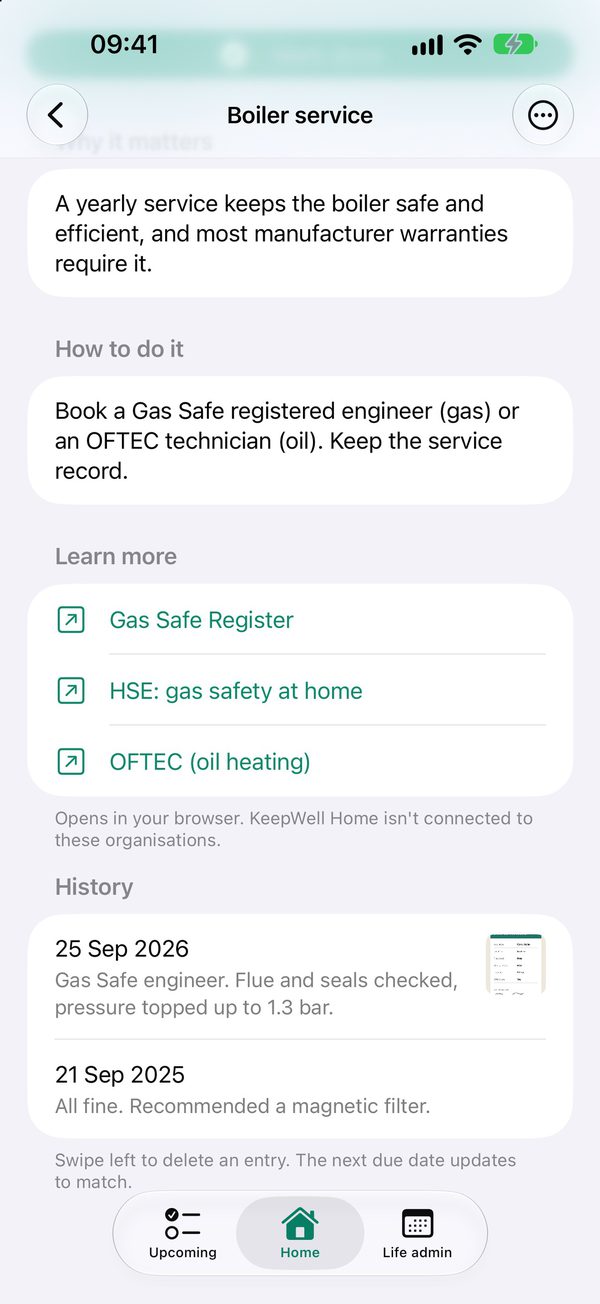 09:41
Boiler service
Why it matters
A yearly service keeps the boiler safe and
efficient, and most manufacturer warranties
require it.
How to do it
Book a Gas Safe registered engineer (gas) or
an OFTEC technician (oil). Keep the service
record.
Learn more
Gas Safe Register
HSE: gas safety at home
OFTEC (oil heating)
Opens in your browser. KeepWell Home isn't connected to
these organisations.
History
25 Sep 2026
Gas Safe engineer. Flue and seals checked,
pressure topped up to 1.3 bar.
21 Sep 2025
All fine. Recommended a magnetic filter.
Swipe left to delete an entry. The next due date updates
to match.
Upcoming
Home
Life admin